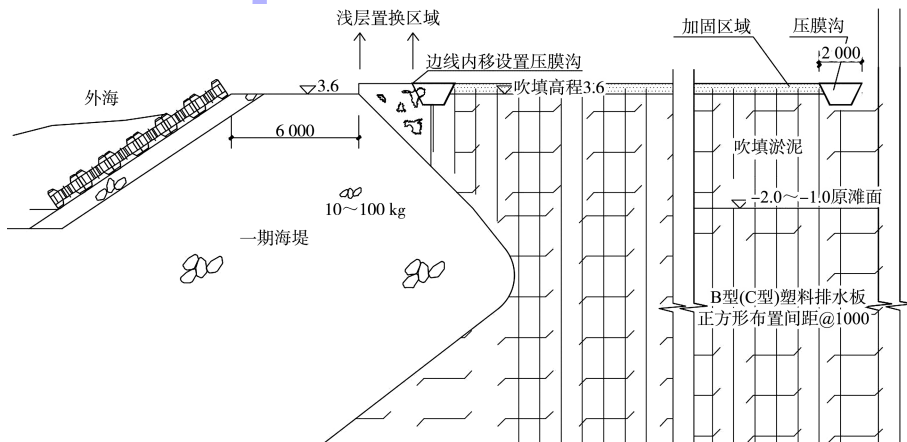 浅层置换区域
加固区域
压膜沟
2 000
边线内移设置压膜沟
外海
3.6
吹填高程3.6
6 000
吹填淤泥
10～100 kg
-2.0～-1.0原滩面
一期海堤
B型(C型)塑料排水板
正方形布置间距@1000